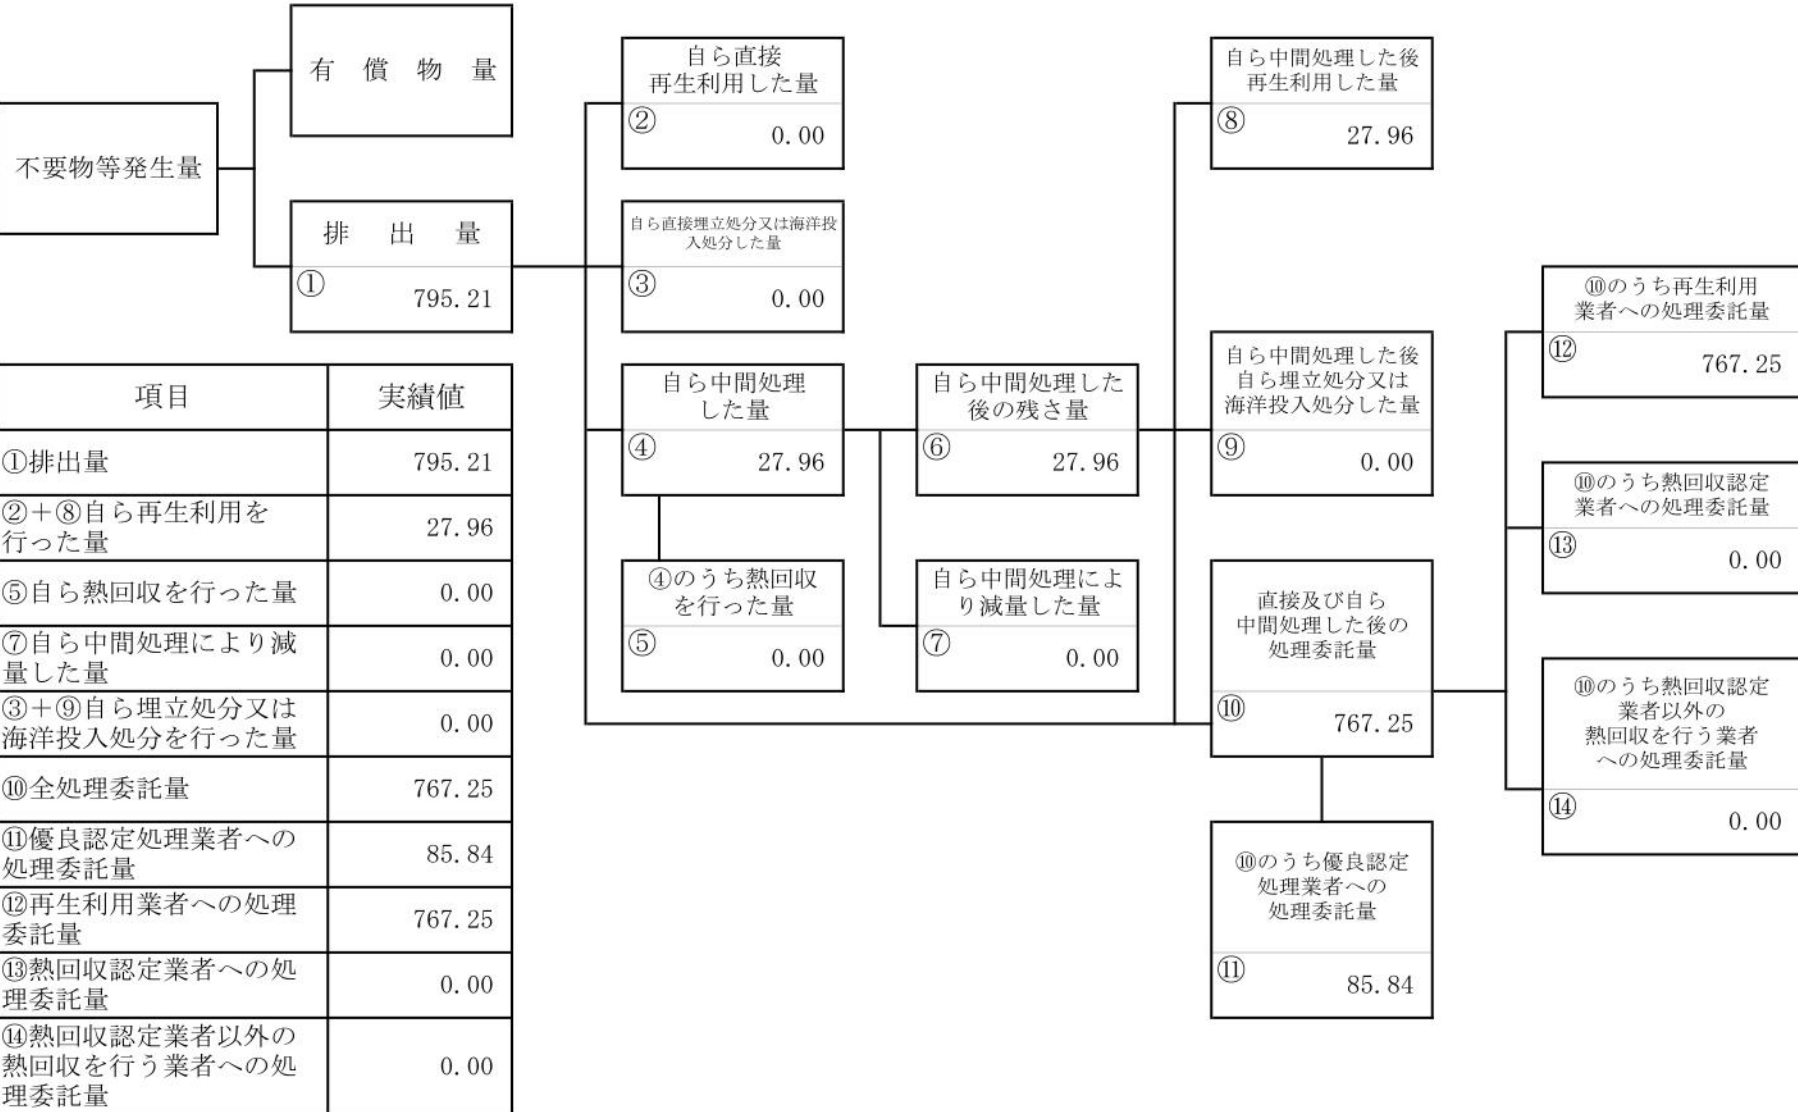 不要物等発生量
有償物量
排出量
①
795.21
自ら直接
再生利用した量
②
0.00
自ら直接埋立処分又は海洋投
入処分した量
③
0.00
自ら中間処理
した量
④
27.96
④のうち熱回収
を行った量
⑤
0.00
自ら中間処理した
後の残さ量
⑥
27.96
自ら中間処理によ
り減量した量
⑦
0.00
自ら中間処理した後
再生利用した量
⑧
27.96
自ら中間処理した後
自ら埋立処分又は
海洋投入処分した量
⑨
0.00
直接及び自ら
中間処理した後の
処理委託量
⑩
767.25
⑩のうち優良認定
処理業者への
処理委託量
⑪
85.84
⑩のうち再生利用
業者への処理委託量
⑫
767.25
⑩のうち熱回収認定
業者への処理委託量
⑬
0.00
⑩のうち熱回収認定
業者以外の
熱回収を行う業者
への処理委託量
⑭
0.00
項目 実績値
①排出量 795.21
②＋⑧自ら再生利用を
行った量 27.96
⑤自ら熱回収を行った量 0.00
⑦自ら中間処理により減
量した量 0.00
③＋⑨自ら埋立処分又は
海洋投入処分を行った量 0.00
⑩全処理委託量 767.25
⑪優良認定処理業者への
処理委託量 85.84
⑫再生利用業者への処理
委託量 767.25
⑬熱回収認定業者への処
理委託量 0.00
⑭熱回収認定業者以外の
熱回収を行う業者への処
理委託量 0.00